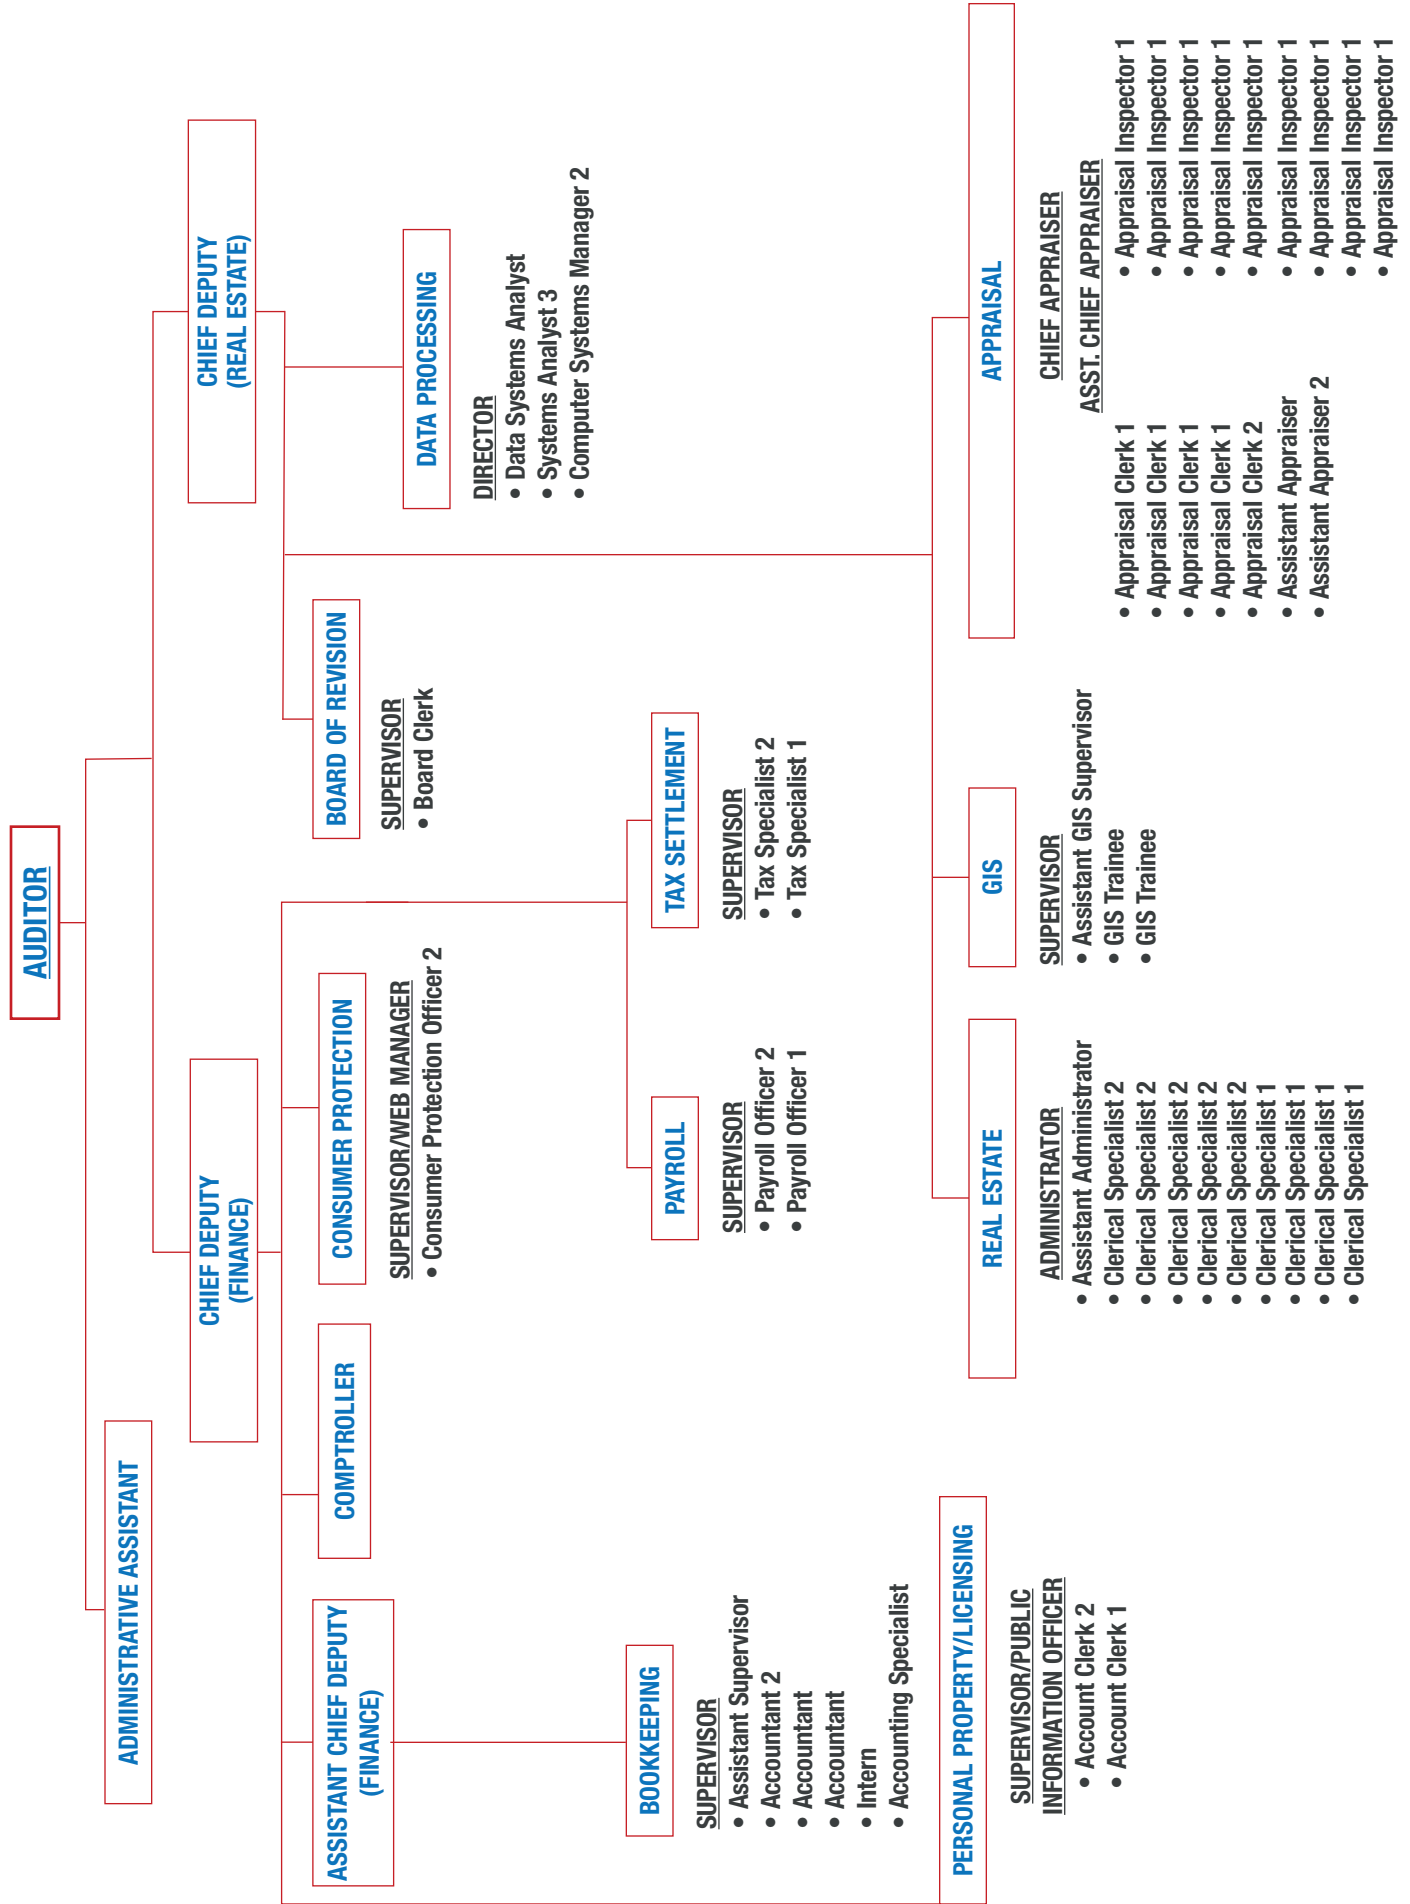 AUDITOR
ADMINISTRATIVE ASSISTANT
CHIEF DEPUTY
(FINANCE)
CHIEF DEPUTY
(REAL ESTATE)
ASSISTANT CHIEF DEPUTY
(FINANCE)
COMPTROLLER
CONSUMER PROTECTION
SUPERVISOR/WEB MANAGER
• Consumer Protection Officer 2
BOARD OF REVISION
SUPERVISOR
• Board Clerk
DATA PROCESSING
DIRECTOR
• Data Systems Analyst
• Systems Analyst 3
• Computer Systems Manager 2
BOOKKEEPING
SUPERVISOR
• Assistant Supervisor
• Accountant 2
• Accountant
• Accountant
• Intern
• Accounting Specialist
PAYROLL
SUPERVISOR
• Payroll Officer 2
• Payroll Officer 1
TAX SETTLEMENT
SUPERVISOR
• Tax Specialist 2
• Tax Specialist 1
PERSONAL PROPERTY/LICENSING
SUPERVISOR/PUBLIC
INFORMATION OFFICER
• Account Clerk 2
• Account Clerk 1
REAL ESTATE
ADMINISTRATOR
• Assistant Administrator
• Clerical Specialist 2
• Clerical Specialist 2
• Clerical Specialist 2
• Clerical Specialist 2
• Clerical Specialist 2
• Clerical Specialist 1
• Clerical Specialist 1
• Clerical Specialist 1
• Clerical Specialist 1
GIS
SUPERVISOR
• Assistant GIS Supervisor
• GIS Trainee
• GIS Trainee
APPRAISAL
CHIEF APPRAISER
ASST. CHIEF APPRAISER
• Appraisal Clerk 1
• Appraisal Clerk 1
• Appraisal Clerk 1
• Appraisal Clerk 1
• Appraisal Clerk 2
• Assistant Appraiser
• Assistant Appraiser 2
• Appraisal Inspector 1
• Appraisal Inspector 1
• Appraisal Inspector 1
• Appraisal Inspector 1
• Appraisal Inspector 1
• Appraisal Inspector 1
• Appraisal Inspector 1
• Appraisal Inspector 1
• Appraisal Inspector 1